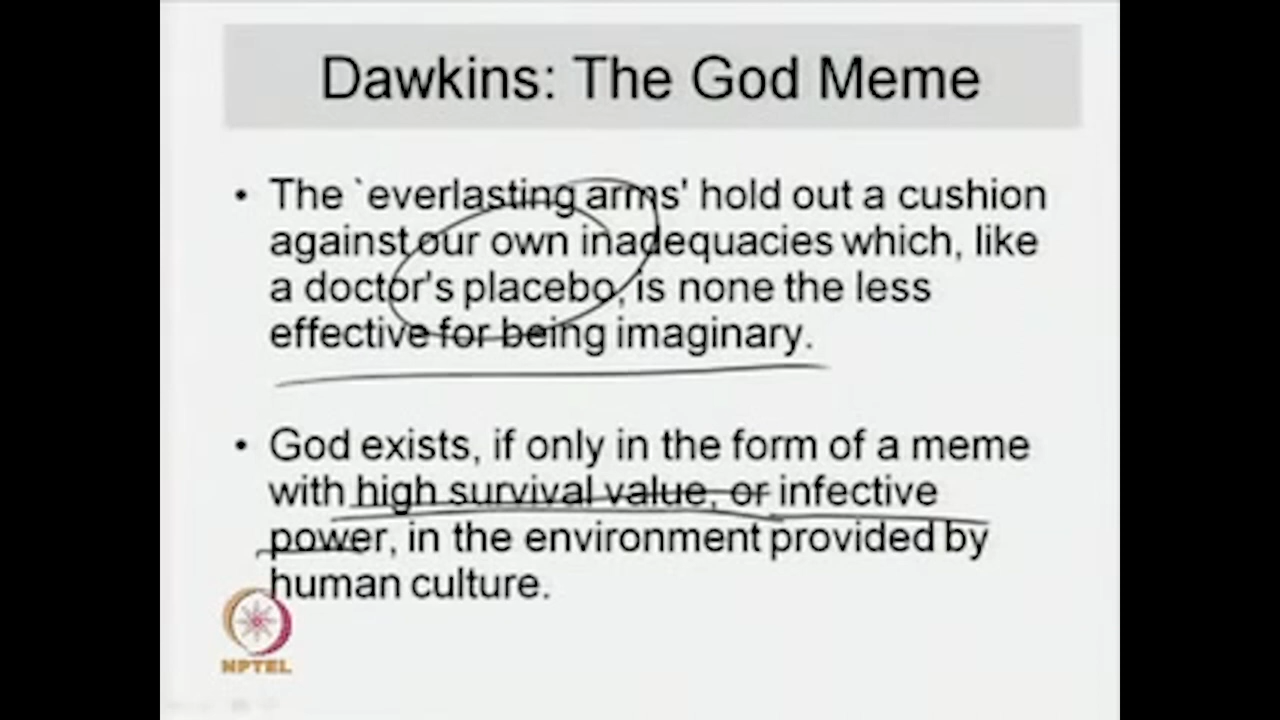 Dawkins: The God Meme
• The `everlasting arms' hold out a cushion
against our own inadequacies which, like
a doctor's placebo, is none the less
effective for being imaginary.
• God exists, if only in the form of a meme
with high survival value, or infective
power, in the environment provided by
human culture.
NPTEL